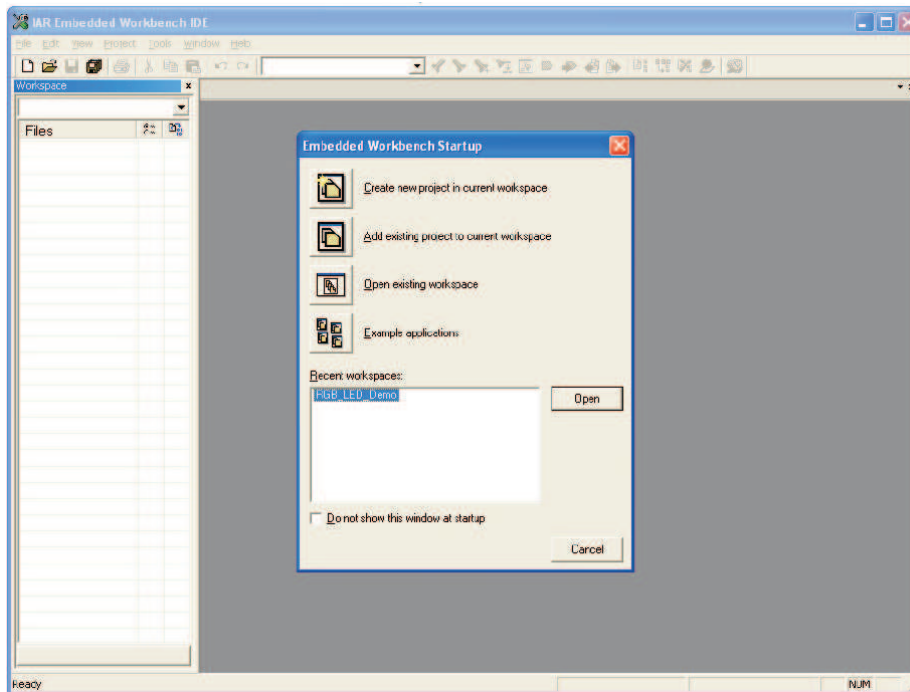 IAR Embedded Workbench IDE
File Edit View Project Tools Window Help
Workspace
Files
Embedded Workbench Startup
Create new project in current workspace
Add existing project to current workspace
Open existing workspace
Example applications
Recent workspaces:
RGB_LED_Demo
Open
Do not show this window at startup
Cancel
Ready
NUM